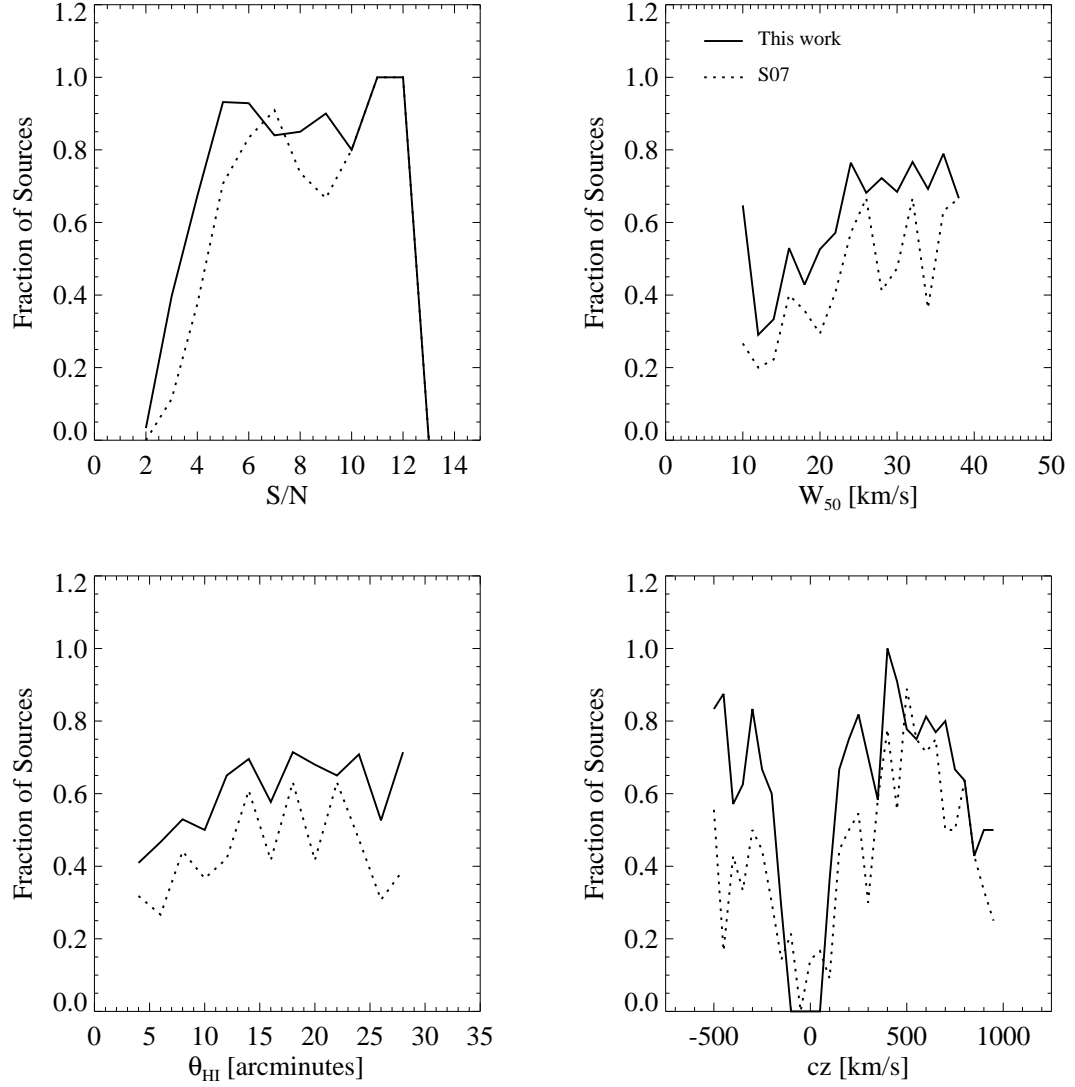 Fraction of Sources
1.2
1.0
0.8
0.6
0.4
0.2
0.0
0 2 4 6 8 10 12 14
S/N
Fraction of Sources
1.2
1.0
0.8
0.6
0.4
0.2
0.0
This work
S07
0 10 20 30 40 50
W50 [km/s]
Fraction of Sources
1.2
1.0
0.8
0.6
0.4
0.2
0.0
0 5 10 15 20 25 30 35
θHI [arcminutes]
Fraction of Sources
1.2
1.0
0.8
0.6
0.4
0.2
0.0
-500 0 500 1000
cz [km/s]